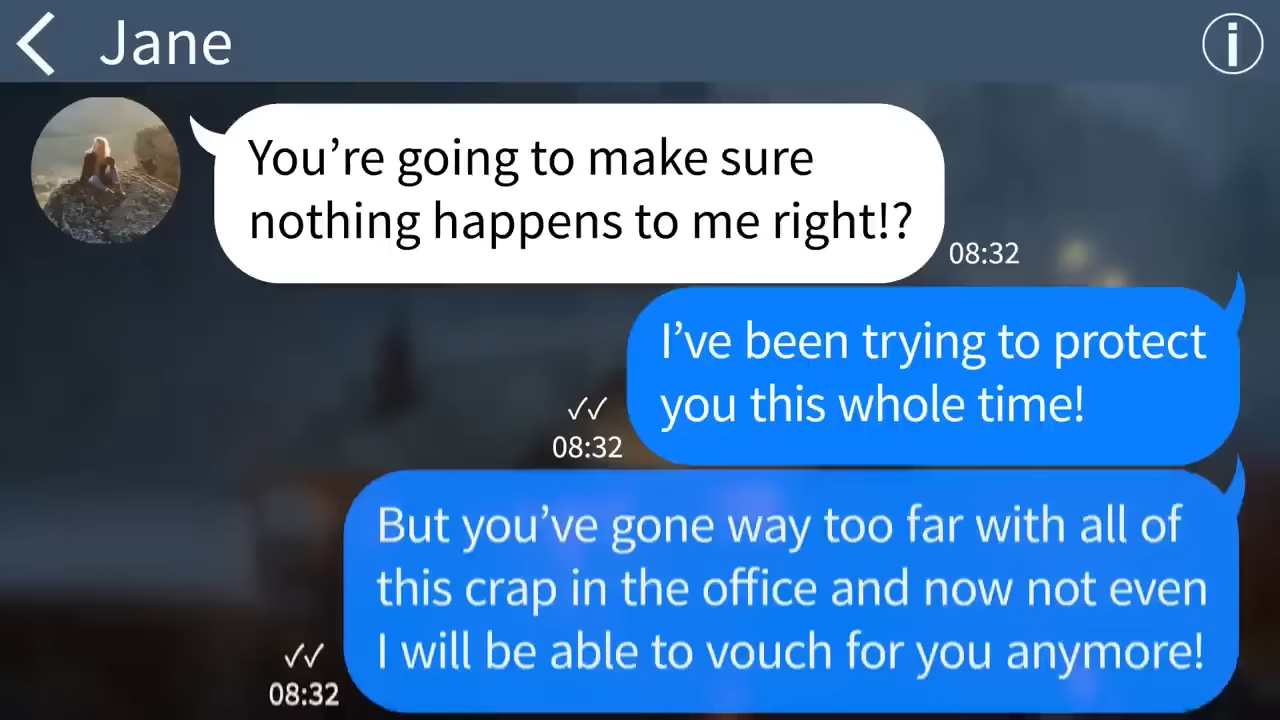 Jane
You’re going to make sure
nothing happens to me right!?
08:32
I’ve been trying to protect
you this whole time!
✓✓
08:32
But you’ve gone way too far with all of
this crap in the office and now not even
I will be able to vouch for you anymore!
✓✓
08:32